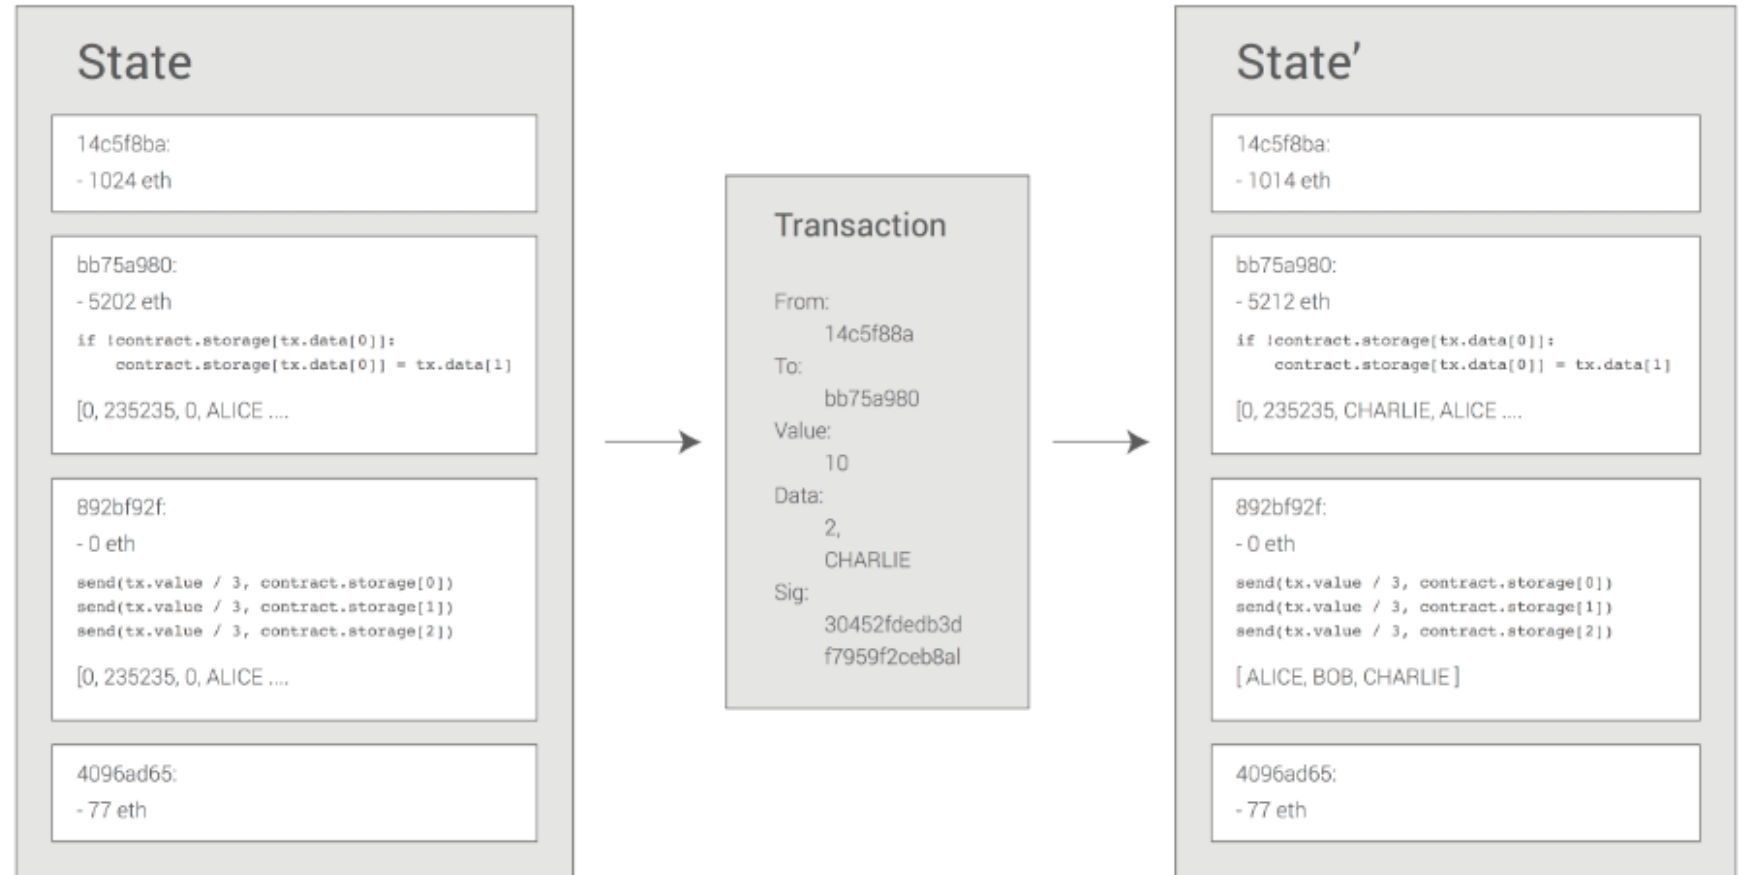 State
14c5f8ba:
- 1024 eth
bb75a980:
- 5202 eth
if !contract.storage[tx.data[0]]:
contract.storage[tx.data[0]] = tx.data[1]
[0, 235235, 0, ALICE ....
892bf92f:
- 0 eth
send(tx.value / 3, contract.storage[0])
send(tx.value / 3, contract.storage[1])
send(tx.value / 3, contract.storage[2])
[0, 235235, 0, ALICE ....
4096ad65:
- 77 eth
Transaction
From:
14c5f88a
To:
bb75a980
Value:
10
Data:
2,
CHARLIE
Sig:
30452fdedb3d
f7959f2ceb8al
State’
14c5f8ba:
- 1014 eth
bb75a980:
- 5212 eth
if !contract.storage[tx.data[0]]:
contract.storage[tx.data[0]] = tx.data[1]
[0, 235235, CHARLIE, ALICE ....
892bf92f:
- 0 eth
send(tx.value / 3, contract.storage[0])
send(tx.value / 3, contract.storage[1])
send(tx.value / 3, contract.storage[2])
[ ALICE, BOB, CHARLIE ]
4096ad65:
- 77 eth